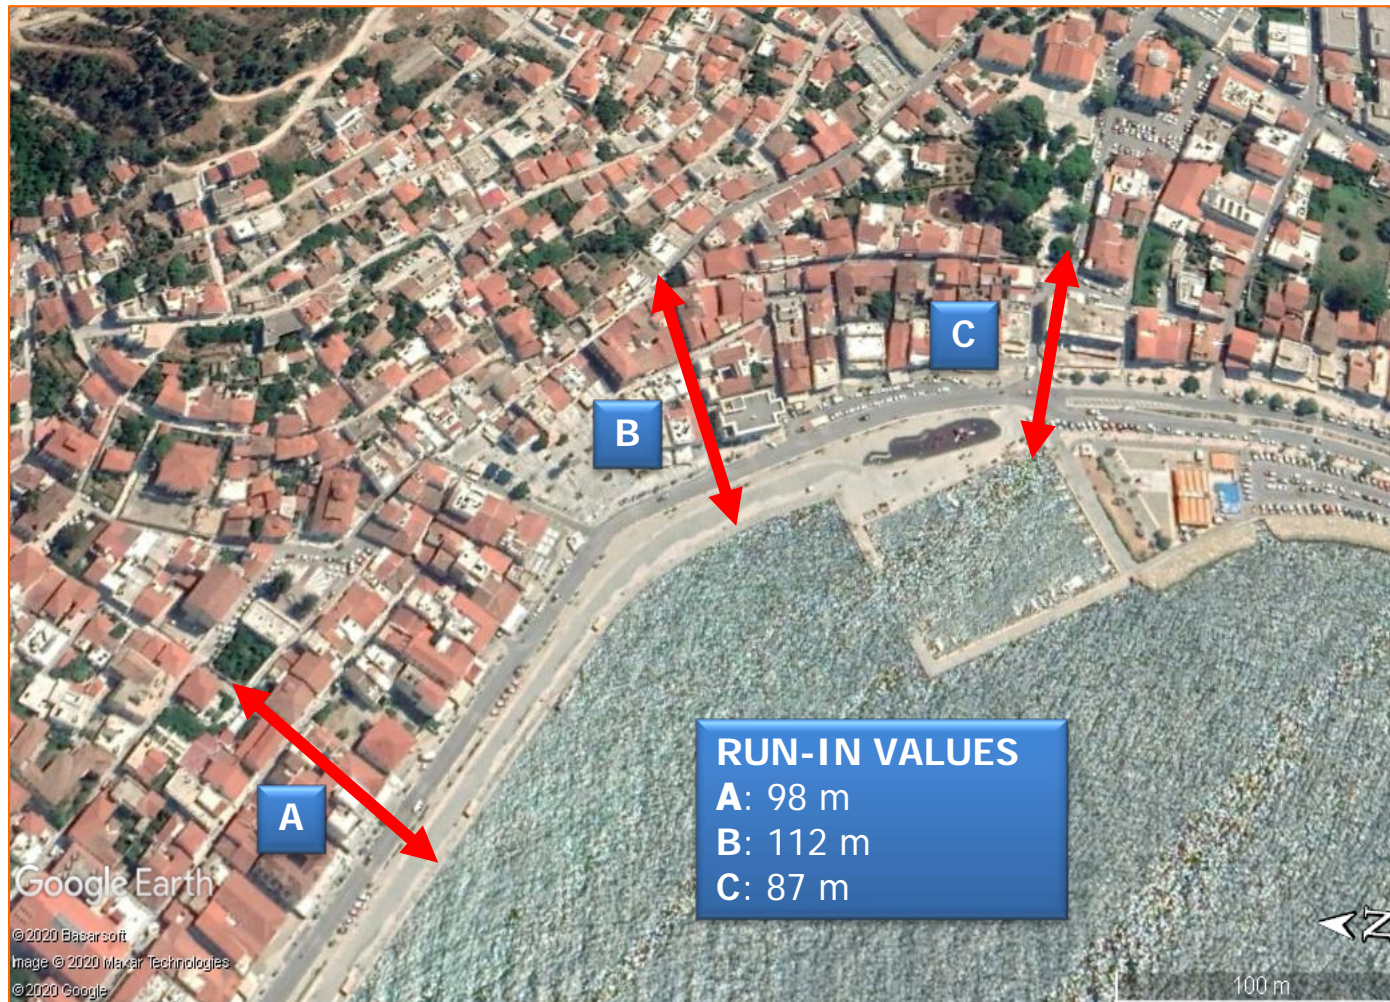 C
B
A
RUN-IN VALUES
A: 98 m
B: 112 m
C: 87 m
Google Earth
© 2020 Basarsoft
Image © 2020 Maxar Technologies
© 2020 Google
N
100 m